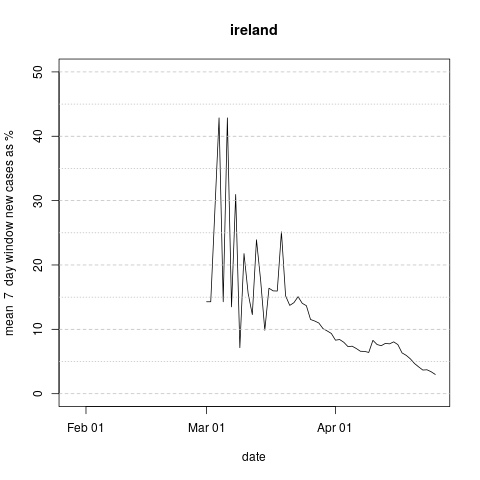 ireland
mean 7 day window new cases as %
50
40
30
20
10
0
Feb 01
Mar 01
Apr 01
date